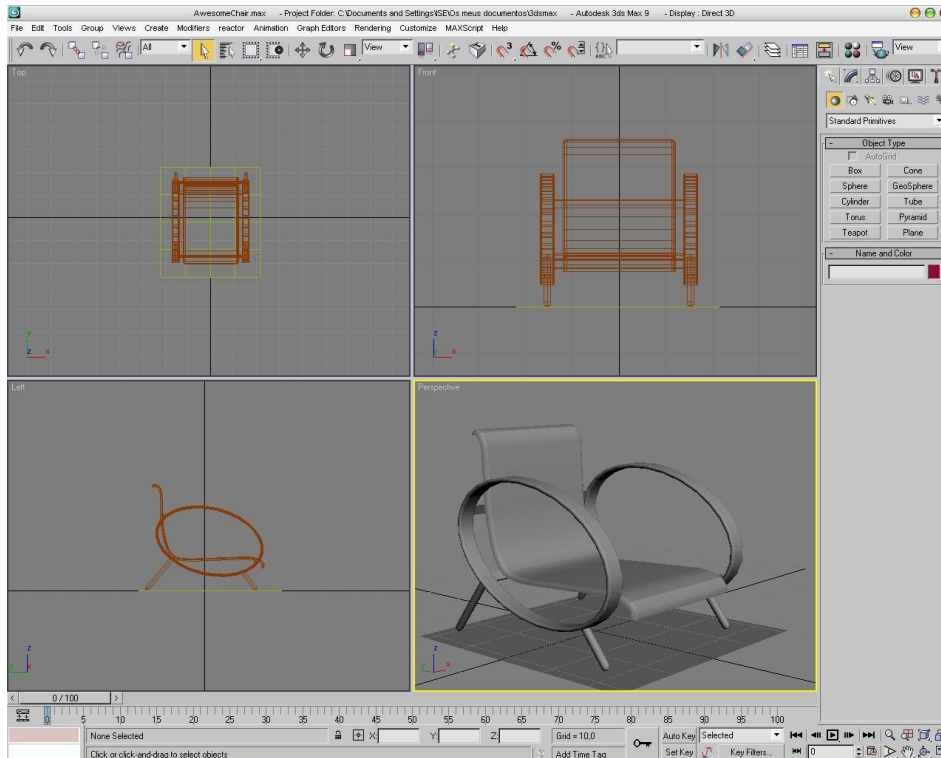 AwesomeChair.max - Project Folder: C:\Documents and Settings\ISE\Os meus documentos\3dsmax - Autodesk 3ds Max 9 - Display : Direct 3D
File Edit Tools Group Views Create Modifiers reactor Animation Graph Editors Rendering Customize MAXScript Help
All View View
Top Front
Standard Primitives
- Object Type
AutoGrid
Box Cone
Sphere GeoSphere
Cylinder Tube
Torus Pyramid
Teapot Plane
- Name and Color
y
z x
z
x
Left Perspective
z
y x
z
y x
< 0 / 100 >
0 5 10 15 20 25 30 35 40 45 50 55 60 65 70 75 80 85 90 95 100
None Selected X: Y: Z: Grid = 10,0 Auto Key Selected
Click or click-and-drag to select objects Add Time Tag Set Key Key Filters... 0